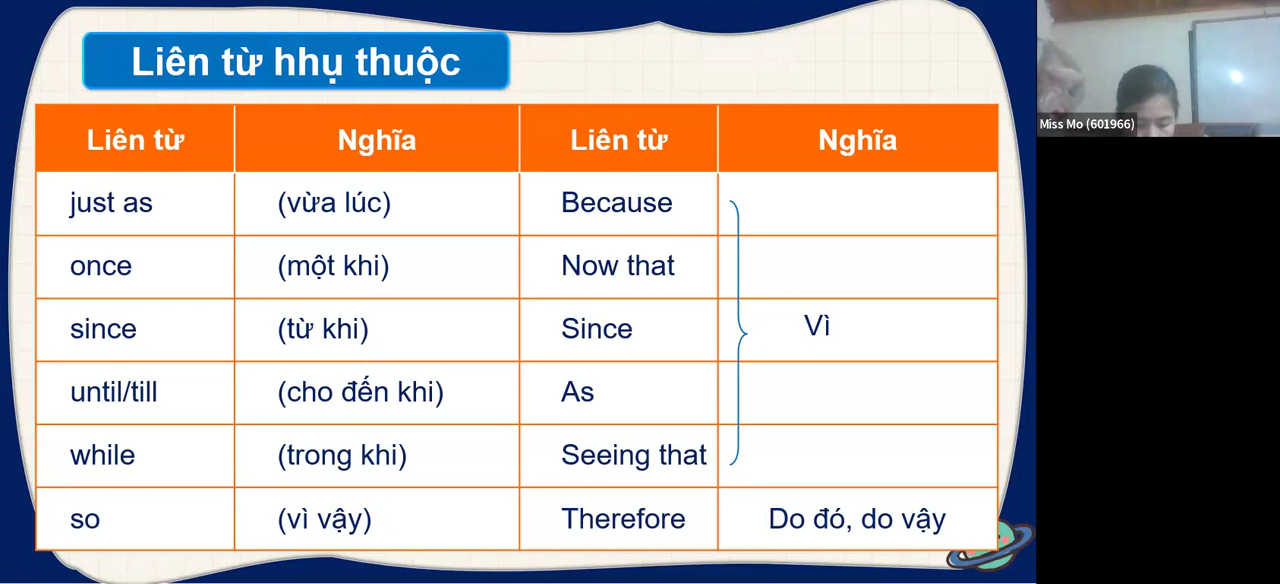 Liên từ hhụ thuộc
Liên từ Nghĩa Liên từ Nghĩa
just as (vừa lúc) Because
once (một khi) Now that
since (từ khi) Since Vì
until/till (cho đến khi) As
while (trong khi) Seeing that
so (vì vậy) Therefore Do đó, do vậy
Miss Mo (601966)